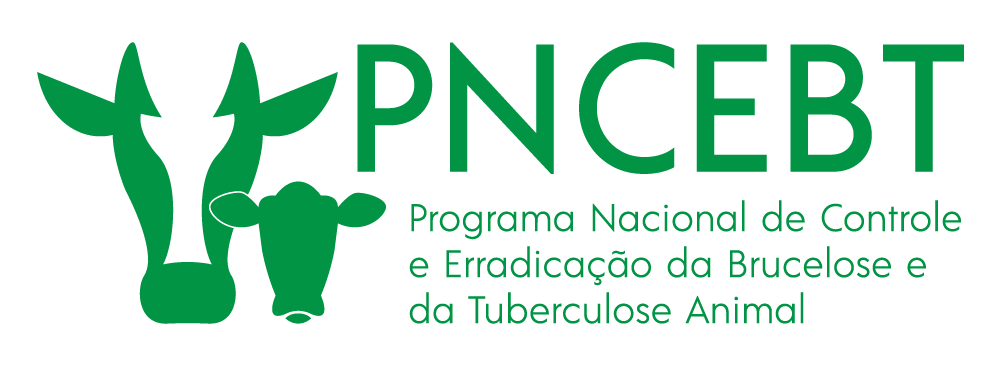 PNCEBT
Programa Nacional de Controle
e Erradicação da Brucelose e
da Tuberculose Animal